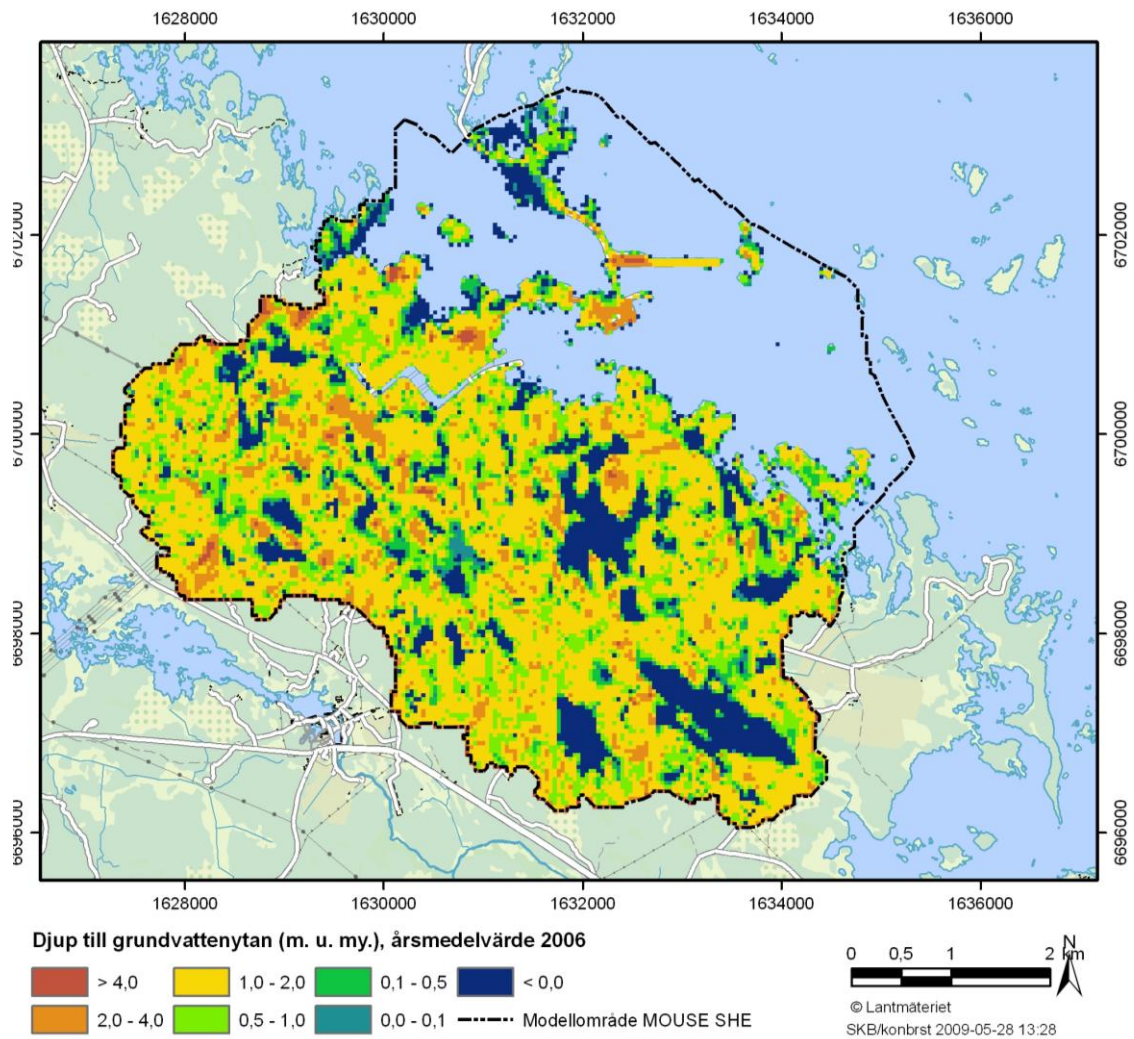 1628000 1630000 1632000 1634000 1636000
6702000 6702000
6700000 6700000
6698000 6698000
6696000 6696000
1628000 1630000 1632000 1634000 1636000
Djup till grundvattenytan (m. u. my.), årsmedelvärde 2006
> 4,0 1,0 - 2,0 0,1 - 0,5 < 0,0
2,0 - 4,0 0,5 - 1,0 0,0 - 0,1 Modellområde MOUSE SHE
0 0,5 1 2 km
N
© Lantmäteriet
SKB/konbrst 2009-05-28 13:28